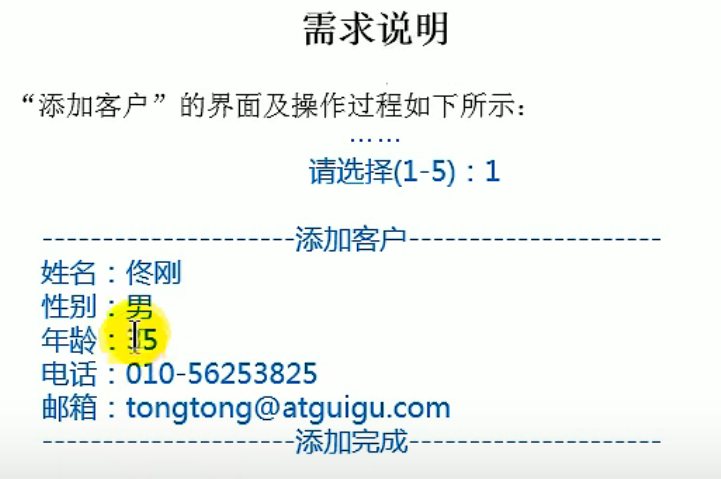 需求说明
“添加客户”的界面及操作过程如下所示：
……
请选择(1-5)：1
---------------------添加客户---------------------
姓名：佟刚
性别：男
年龄：35
电话：010-56253825
邮箱：tongtong@atguigu.com
---------------------添加完成---------------------